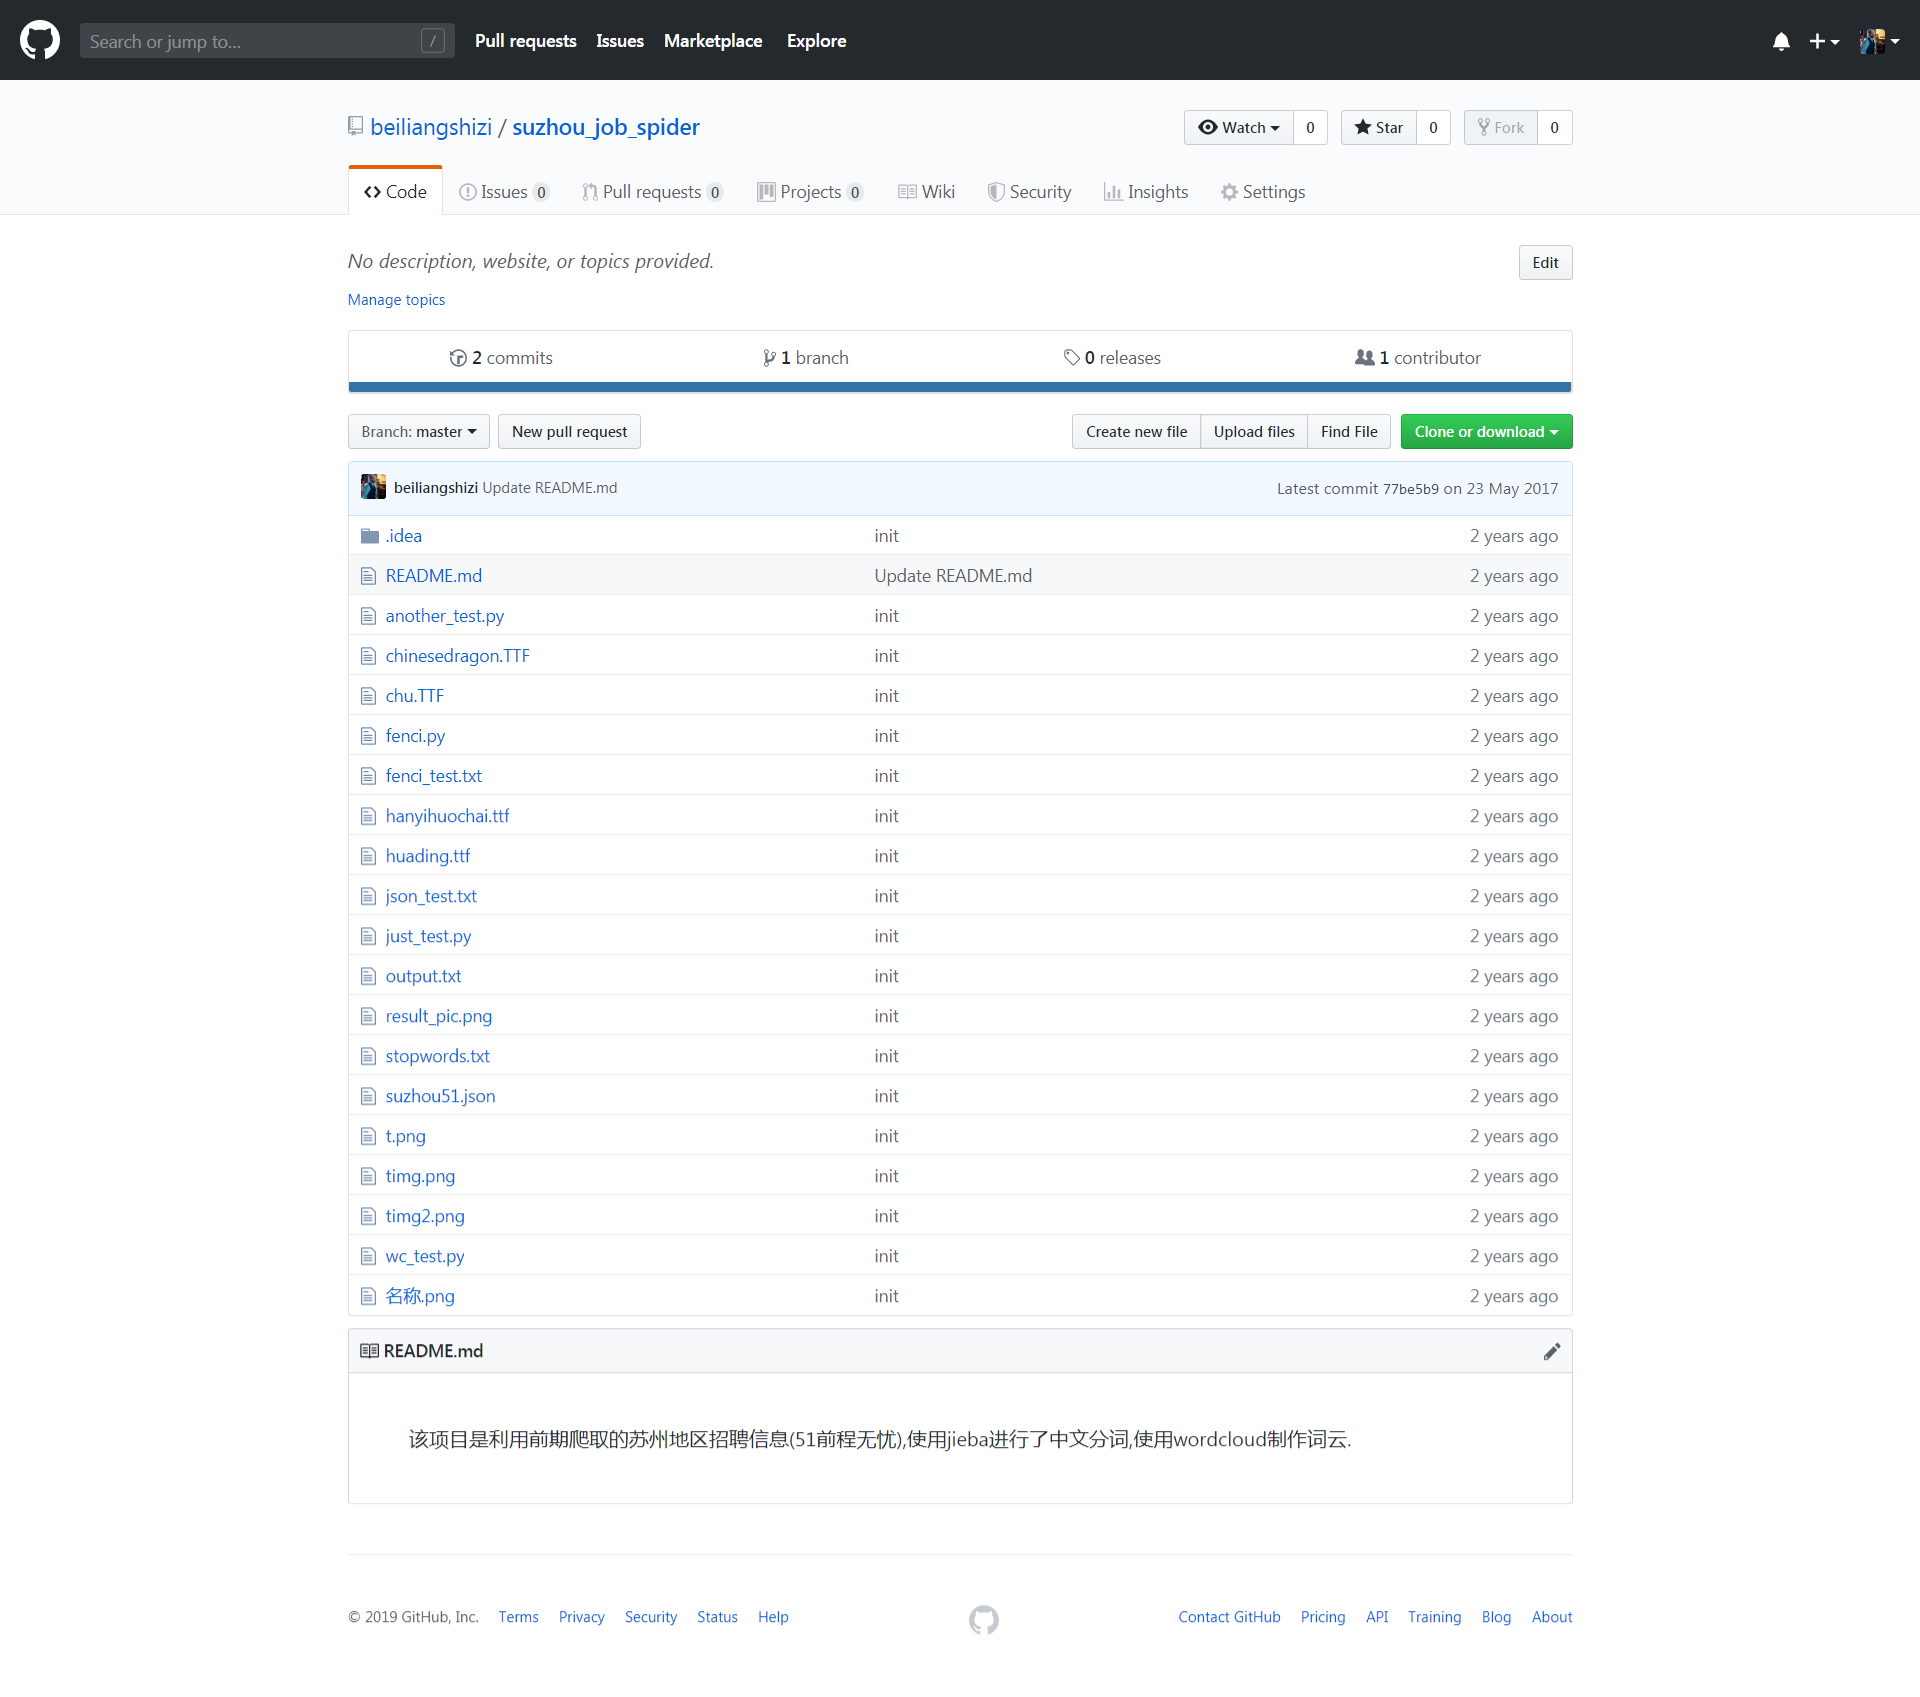 Search or jump to... / Pull requests Issues Marketplace Explore
beiliangshizi / suzhou_job_spider Watch 0 Star 0 Fork 0
Code Issues 0 Pull requests 0 Projects 0 Wiki Security Insights Settings
No description, website, or topics provided. Edit
Manage topics
2 commits 1 branch 0 releases 1 contributor
Branch: master New pull request Create new file Upload files Find File Clone or download
beiliangshizi Update README.md Latest commit 77be5b9 on 23 May 2017
.idea init 2 years ago
README.md Update README.md 2 years ago
another_test.py init 2 years ago
chinesedragon.TTF init 2 years ago
chu.TTF init 2 years ago
fenci.py init 2 years ago
fenci_test.txt init 2 years ago
hanyihuochai.ttf init 2 years ago
huading.ttf init 2 years ago
json_test.txt init 2 years ago
just_test.py init 2 years ago
output.txt init 2 years ago
result_pic.png init 2 years ago
stopwords.txt init 2 years ago
suzhou51.json init 2 years ago
t.png init 2 years ago
timg.png init 2 years ago
timg2.png init 2 years ago
wc_test.py init 2 years ago
名称.png init 2 years ago
README.md
该项目是利用前期爬取的苏州地区招聘信息(51前程无忧),使用jieba进行了中文分词,使用wordcloud制作词云.
© 2019 GitHub, Inc. Terms Privacy Security Status Help Contact GitHub Pricing API Training Blog About